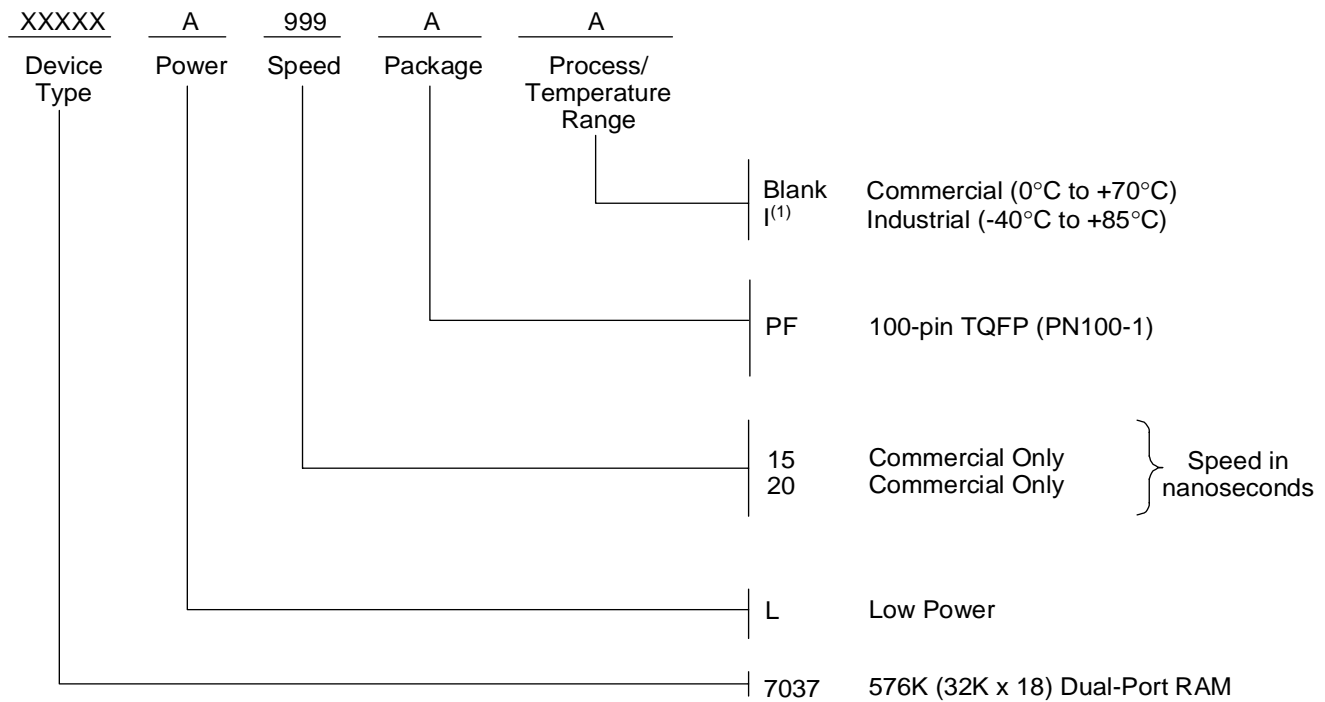 XXXXX A 999 A A
Device Type Power Speed Package Process/ Temperature Range
Blank Commercial (0°C to +70°C)
I(1) Industrial (-40°C to +85°C)
PF 100-pin TQFP (PN100-1)
15 Commercial Only
20 Commercial Only
Speed in
nanoseconds
L Low Power
7037 576K (32K x 18) Dual-Port RAM